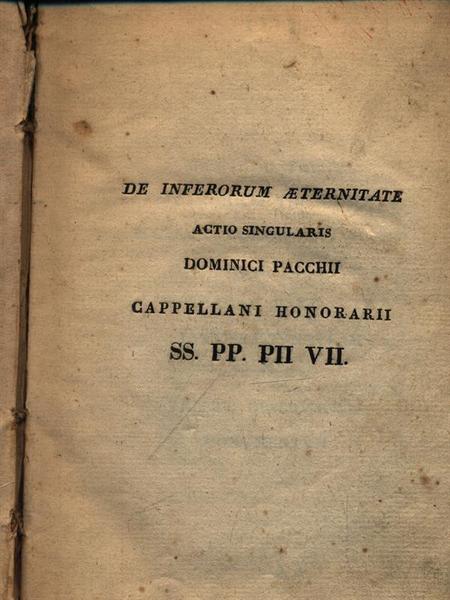 DE INFERORUM ÆTERNITATE
ACTIO SINGULARIS
DOMINICI PACCHII
CAPPELLANI HONORARII
SS. PP. PII VII.